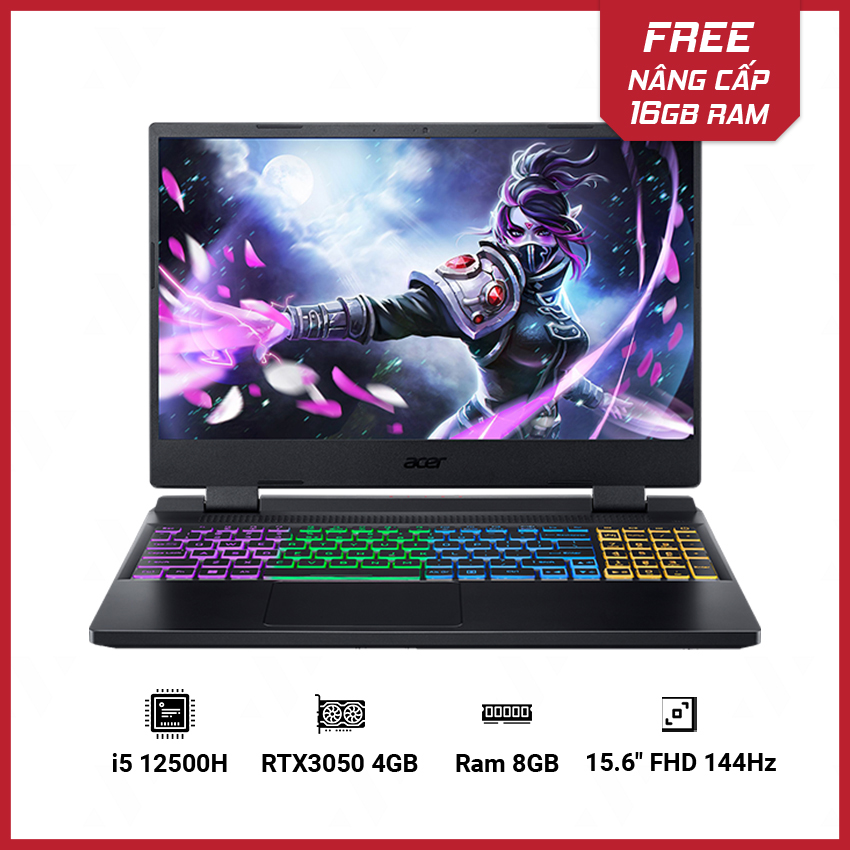 FREE
NÂNG CẤP
16GB RAM
acer
i5 12500H
RTX3050 4GB
Ram 8GB
15.6" FHD 144Hz